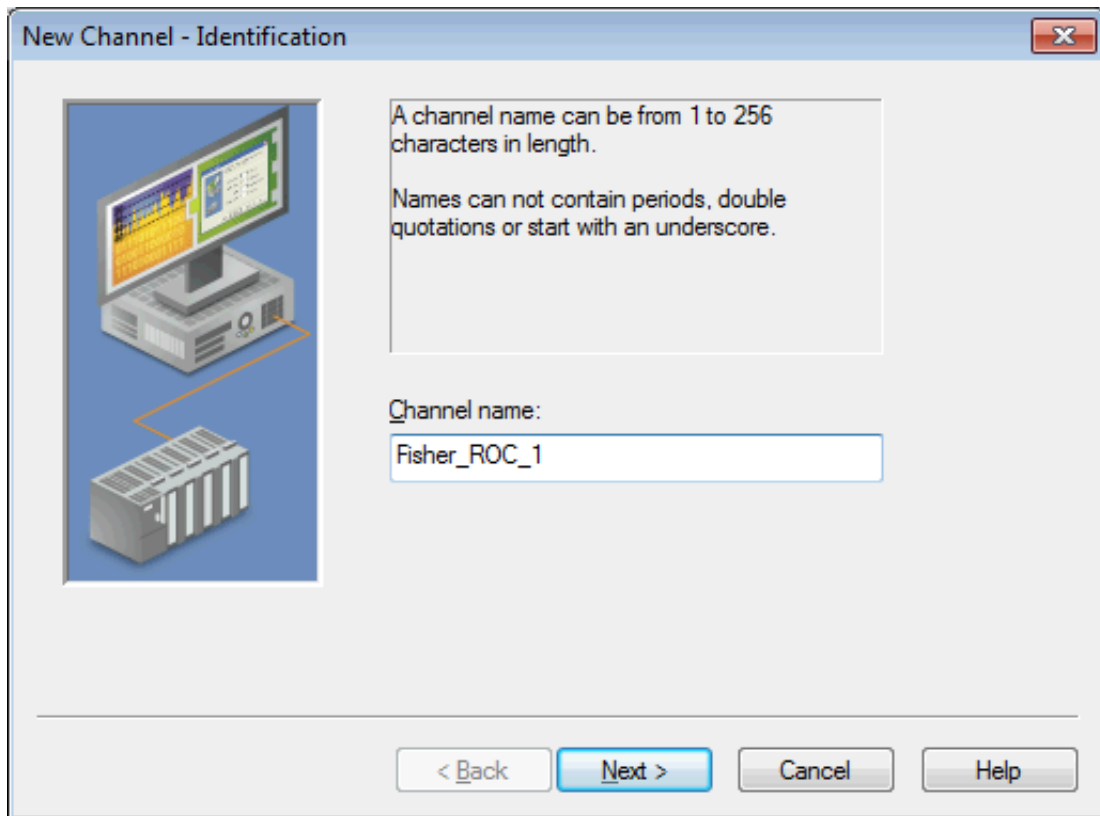 New Channel - Identification
A channel name can be from 1 to 256
characters in length.
Names can not contain periods, double
quotations or start with an underscore.
Channel name:
Fisher_ROC_1
< Back
Next >
Cancel
Help